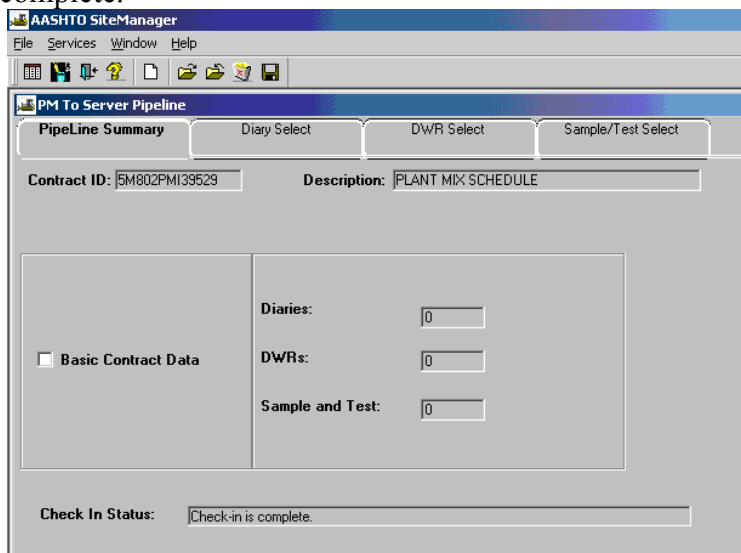 complete.
AASHTO SiteManager
File Services Window Help
PM To Server Pipeline
PipeLine Summary Diary Select DWR Select Sample/Test Select
Contract ID: 5M802PMI39529 Description: PLANT MIX SCHEDULE
Diaries: 0
Basic Contract Data DWRs: 0
Sample and Test: 0
Check In Status: Check-in is complete.